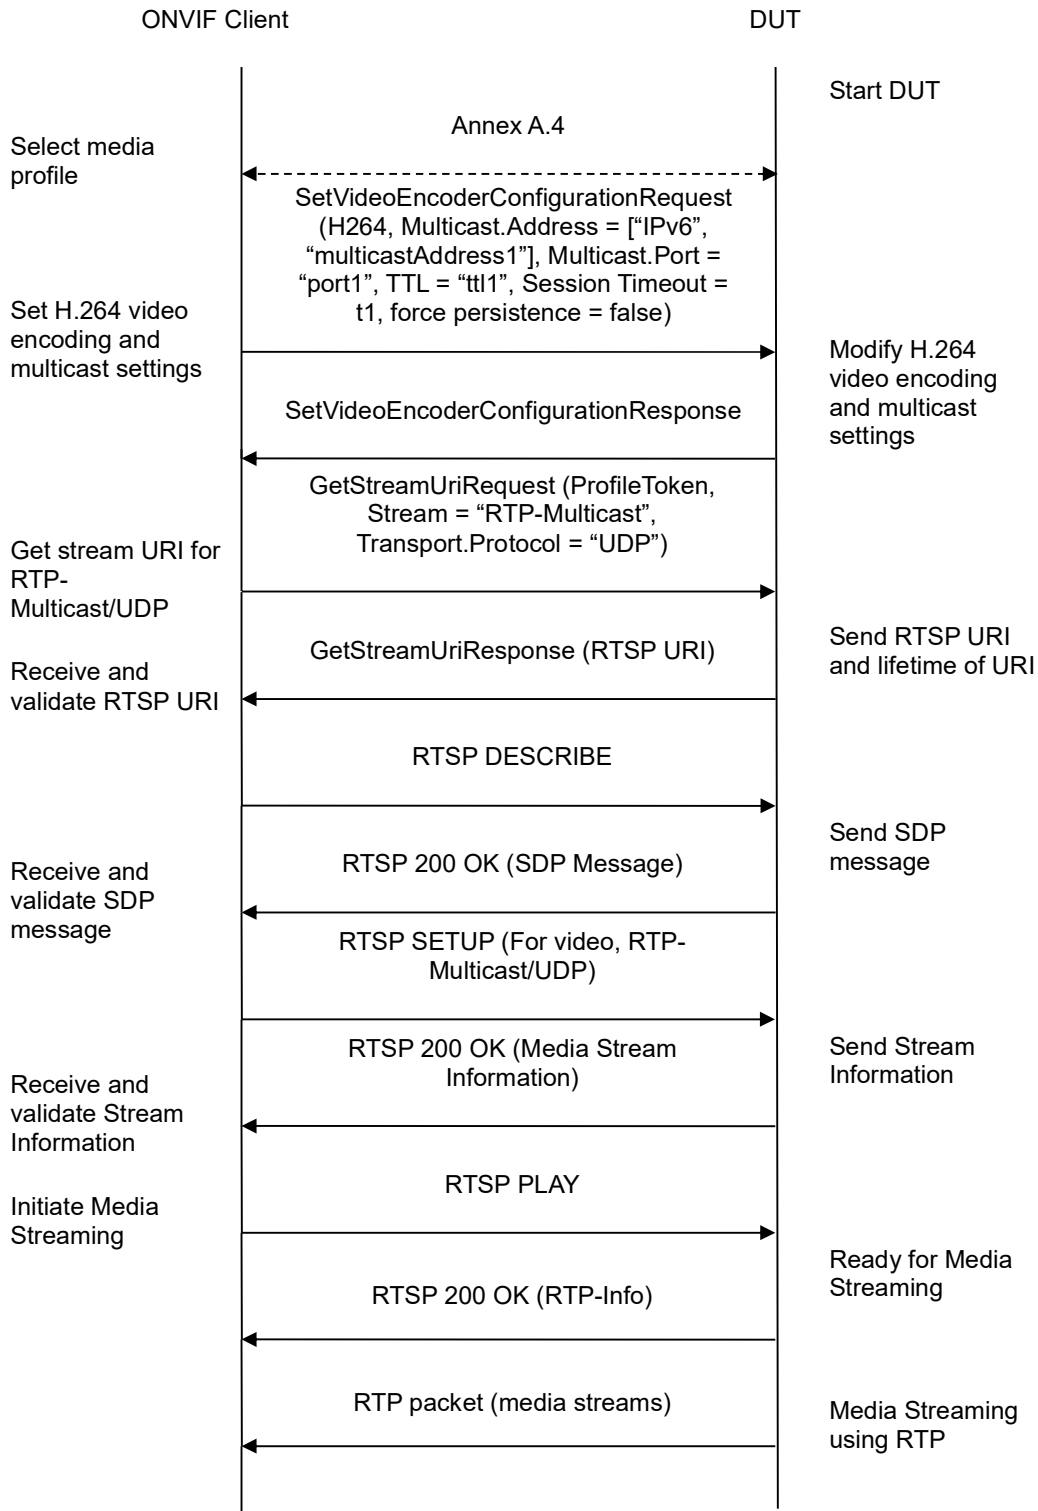 ONVIF Client
DUT
Start DUT
Annex A.4
Select media
profile
SetVideoEncoderConfigurationRequest
(H264, Multicast.Address = [“IPv6”,
“multicastAddress1”], Multicast.Port =
“port1”, TTL = “ttl1”, Session Timeout =
t1, force persistence = false)
Set H.264 video
encoding and
multicast settings
Modify H.264
video encoding
and multicast
settings
SetVideoEncoderConfigurationResponse
GetStreamUriRequest (ProfileToken,
Stream = “RTP-Multicast”,
Transport.Protocol = “UDP”)
Get stream URI for
RTP-
Multicast/UDP
Send RTSP URI
and lifetime of URI
GetStreamUriResponse (RTSP URI)
Receive and
validate RTSP URI
RTSP DESCRIBE
Send SDP
message
RTSP 200 OK (SDP Message)
Receive and
validate SDP
message
RTSP SETUP (For video, RTP-
Multicast/UDP)
Send Stream
Information
RTSP 200 OK (Media Stream
Information)
Receive and
validate Stream
Information
RTSP PLAY
Initiate Media
Streaming
Ready for Media
Streaming
RTSP 200 OK (RTP-Info)
RTP packet (media streams)
Media Streaming
using RTP